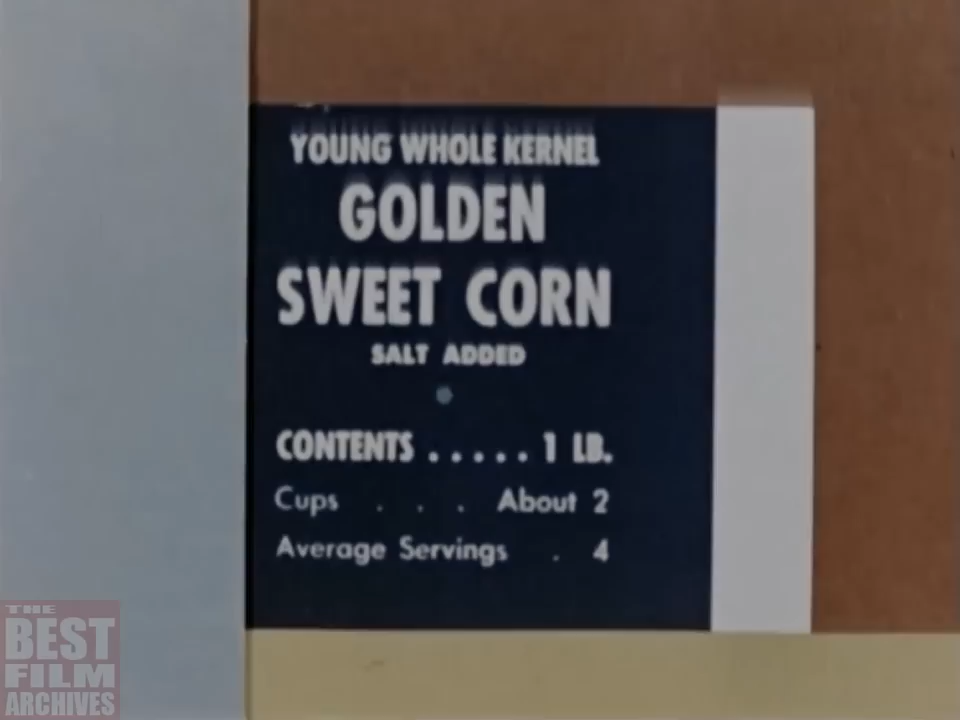 YOUNG WHOLE KERNEL
GOLDEN
SWEET CORN
SALT ADDED
CONTENTS . . . . . 1 LB.
Cups . . . About 2
Average Servings . 4
THE
BEST
FILM
ARCHIVES